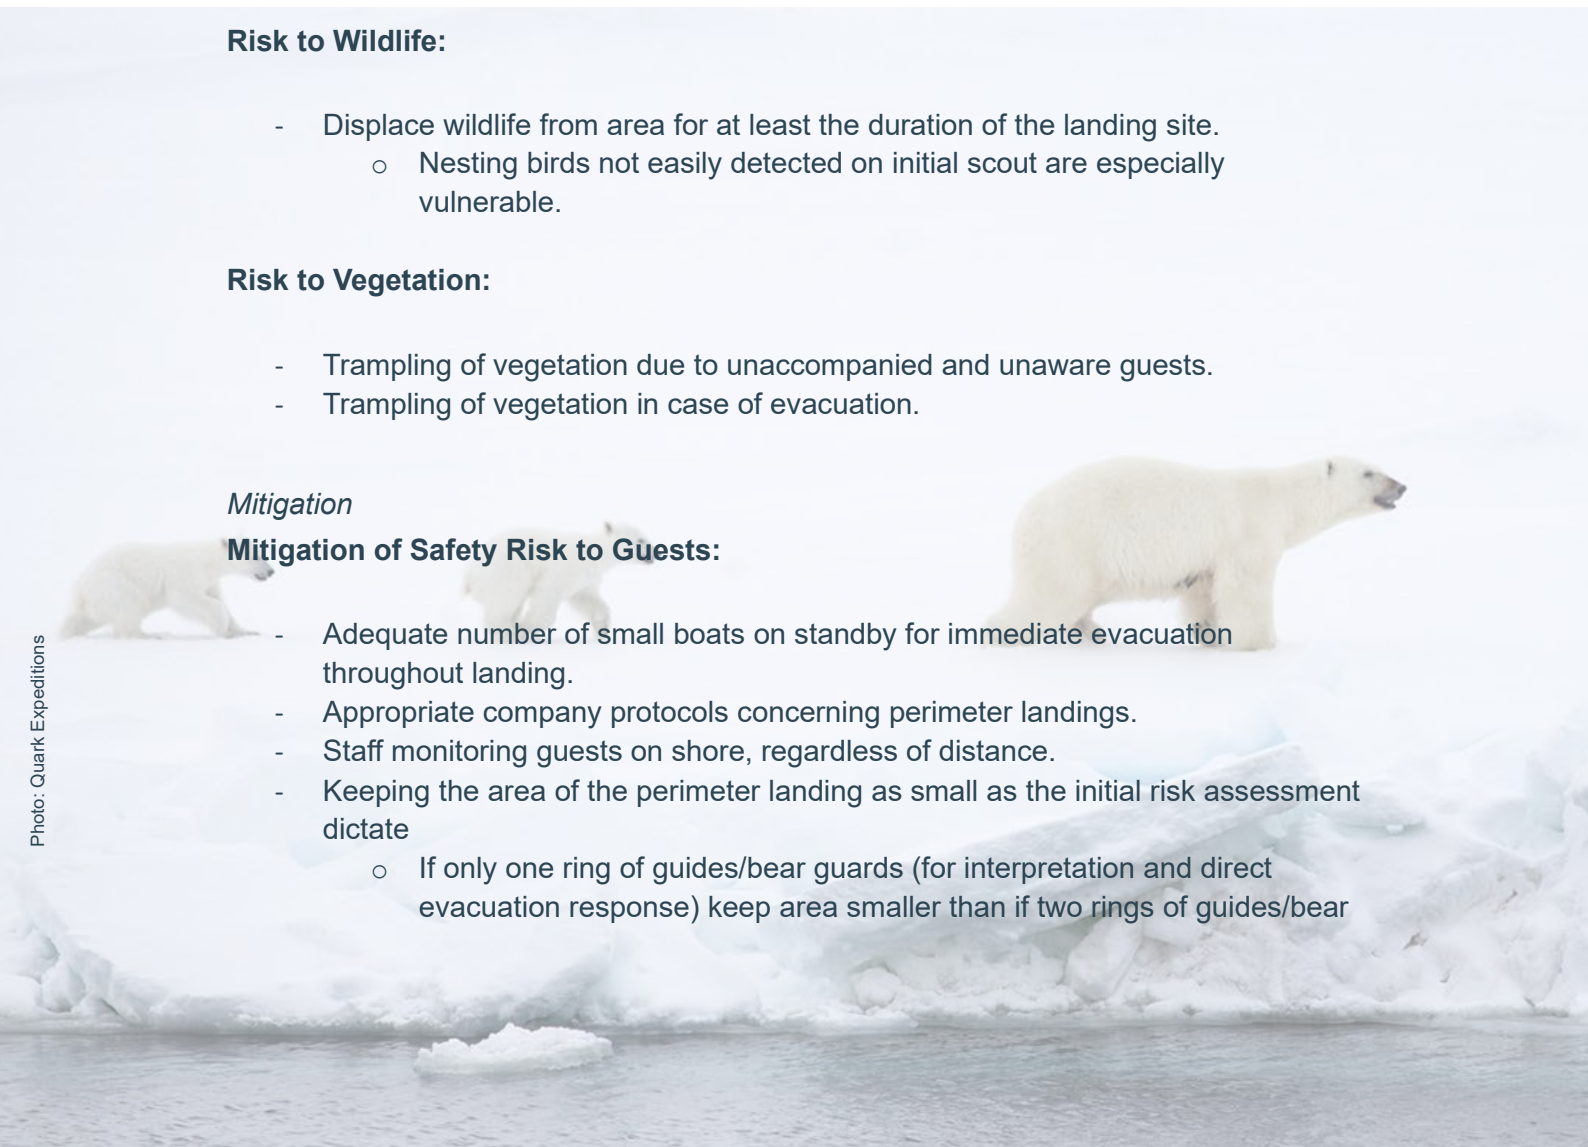 Risk to Wildlife:
- Displace wildlife from area for at least the duration of the landing site.
o Nesting birds not easily detected on initial scout are especially
vulnerable.
Risk to Vegetation:
- Trampling of vegetation due to unaccompanied and unaware guests.
- Trampling of vegetation in case of evacuation.
Mitigation
Mitigation of Safety Risk to Guests:
- Adequate number of small boats on standby for immediate evacuation
throughout landing.
- Appropriate company protocols concerning perimeter landings.
- Staff monitoring guests on shore, regardless of distance.
- Keeping the area of the perimeter landing as small as the initial risk assessment
dictate
o If only one ring of guides/bear guards (for interpretation and direct
evacuation response) keep area smaller than if two rings of guides/bear
Photo: Quark Expeditions